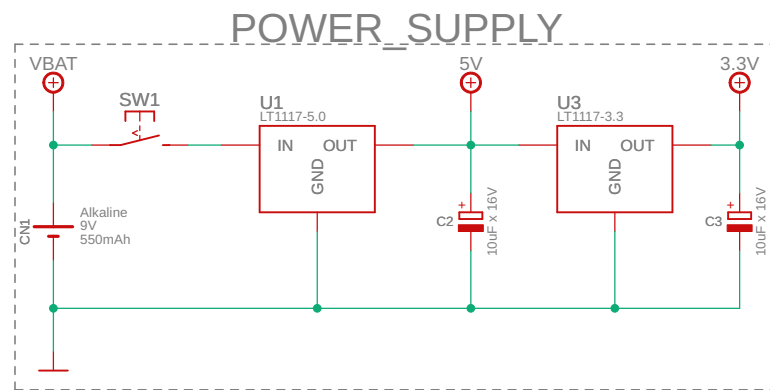 POWER_SUPPLY
VBAT
5V
3.3V
SW1
U1
LT1117-5.0
U3
LT1117-3.3
IN OUT
GND
IN OUT
GND
CN1
Alkaline
9V
550mAh
+
C2
10uF x 16V
+
C3
10uF x 16V